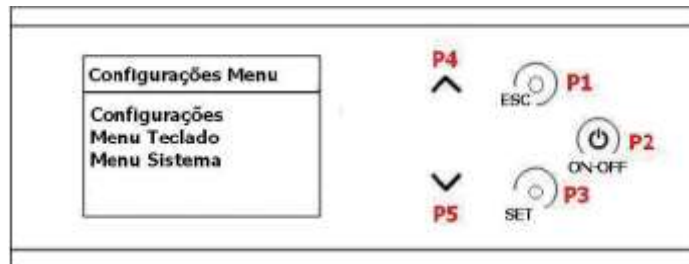 Configurações Menu
Configurações
Menu Teclado
Menu Sistema
P4
ESC
P1
P2
ON-OFF
P3
SET
P5